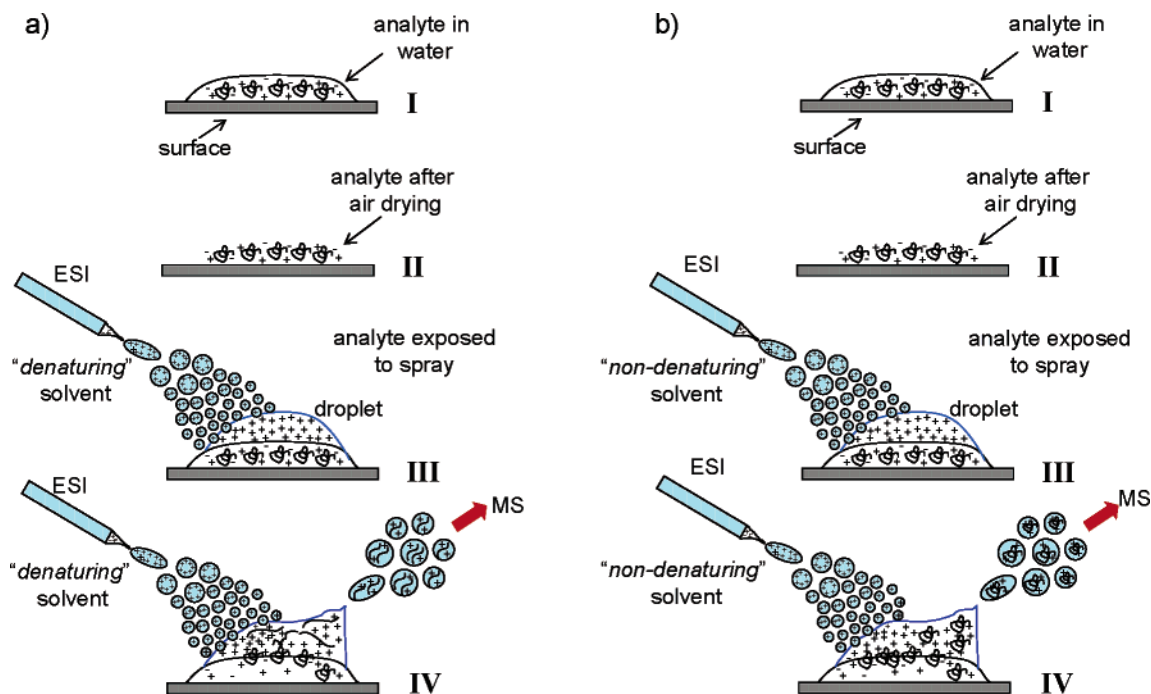 a)
analyte in
water
I
surface
analyte after
air drying
II
ESI
"denaturing"
solvent
analyte exposed
to spray
droplet
III
ESI
"denaturing"
solvent
MS
IV
b)
analyte in
water
I
surface
analyte after
air drying
II
ESI
"non-denaturing"
solvent
analyte exposed
to spray
droplet
III
ESI
"non-denaturing"
solvent
MS
IV